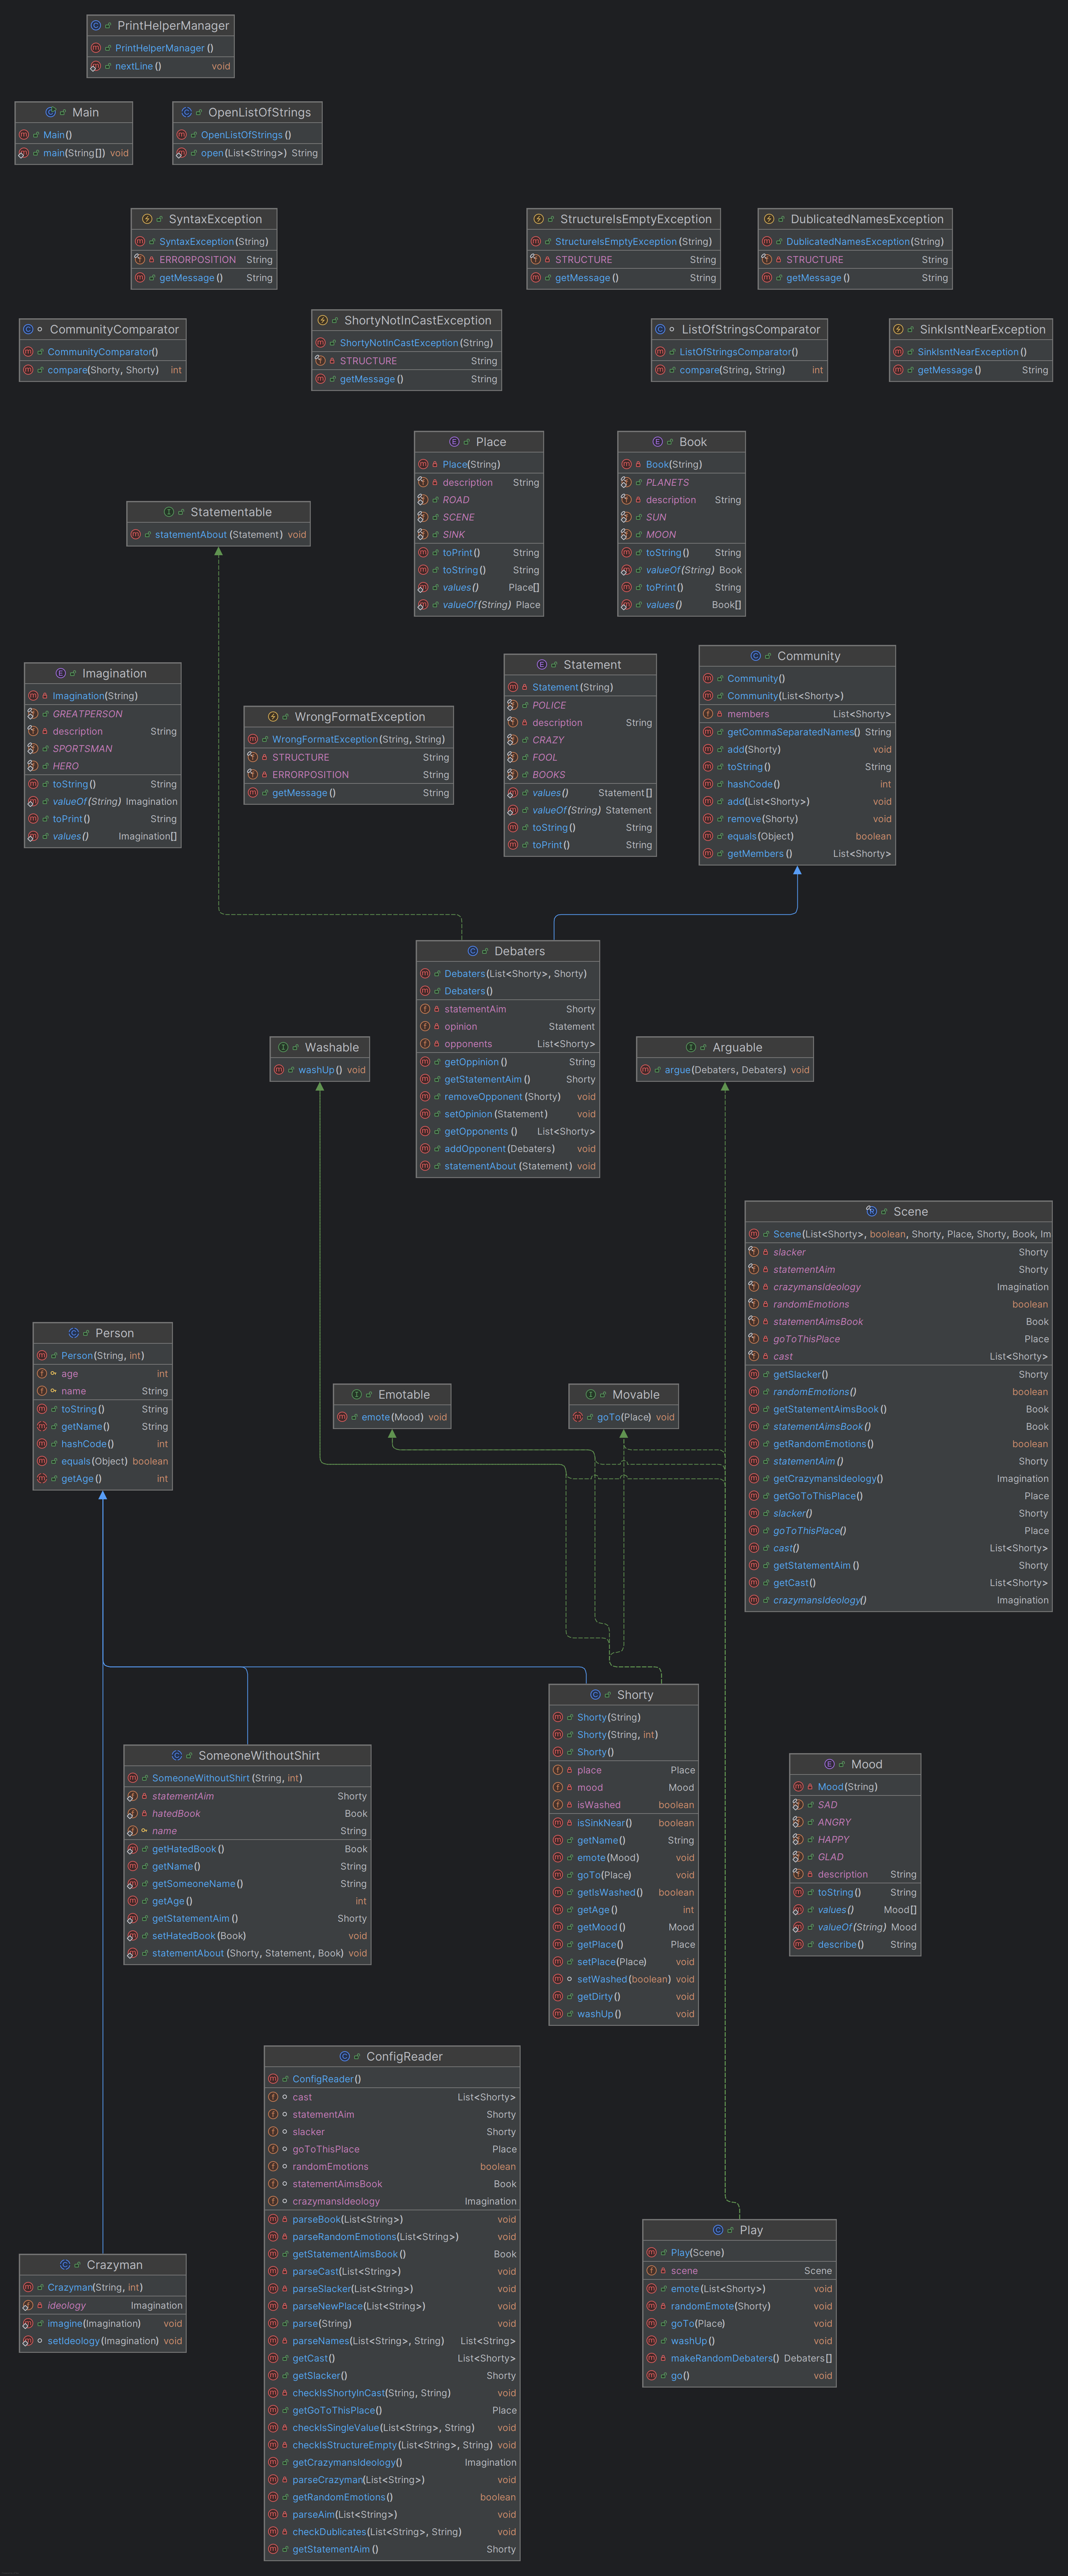 PrintHelperManager
PrintHelperManager ()
nextLine () void
Main
Main()
main(String[]) void
OpenListOfStrings
OpenListOfStrings ()
open(List<String>) String
SyntaxException
SyntaxException(String)
ERRORPOSITION String
getMessage () String
StructureIsEmptyException
StructureIsEmptyException (String)
STRUCTURE String
getMessage () String
DublicatedNamesException
DublicatedNamesException(String)
STRUCTURE String
getMessage () String
CommunityComparator
CommunityComparator()
compare(Shorty, Shorty) int
ShortyNotInCastException
ShortyNotInCastException (String)
STRUCTURE String
getMessage () String
ListOfStringsComparator
ListOfStringsComparator()
compare(String, String) int
SinkIsntNearException
SinkIsntNearException ()
getMessage () String
Place
Place(String)
description String
ROAD
SCENE
SINK
toPrint() String
toString() String
values() Place[]
valueOf(String) Place
Book
Book(String)
PLANETS
description String
SUN
MOON
toString() String
valueOf(String) Book
toPrint() String
values() Book[]
Statementable
statementAbout (Statement) void
Imagination
Imagination(String)
GREATPERSON
description String
SPORTSMAN
HERO
toString() String
valueOf(String) Imagination
toPrint() String
values() Imagination[]
WrongFormatException
WrongFormatException (String, String)
STRUCTURE String
ERRORPOSITION String
getMessage () String
Statement
Statement(String)
POLICE
description String
CRAZY
FOOL
BOOKS
values() Statement[]
valueOf(String) Statement
toString() String
toPrint() String
Community
Community()
Community(List<Shorty>)
members List<Shorty>
getCommaSeparatedNames() String
add(Shorty) void
toString() String
hashCode() int
add(List<Shorty>) void
remove(Shorty) void
equals(Object) boolean
getMembers () List<Shorty>
Debaters
Debaters(List<Shorty>, Shorty)
Debaters()
statementAim Shorty
opinion Statement
opponents List<Shorty>
getOppinion () String
getStatementAim () Shorty
removeOpponent (Shorty) void
setOpinion (Statement) void
getOpponents () List<Shorty>
addOpponent(Debaters) void
statementAbout (Statement) void
Washable
washUp() void
Arguable
argue(Debaters, Debaters) void
Scene
Scene(List<Shorty>, boolean, Shorty, Place, Shorty, Book, Im
slacker Shorty
statementAim Shorty
crazymansIdeology Imagination
randomEmotions boolean
statementAimsBook Book
goToThisPlace Place
cast List<Shorty>
getSlacker() Shorty
randomEmotions() boolean
getStatementAimsBook() Book
statementAimsBook() Book
getRandomEmotions() boolean
statementAim () Shorty
getCrazymansIdeology() Imagination
getGoToThisPlace() Place
slacker() Shorty
goToThisPlace() Place
cast() List<Shorty>
getStatementAim () Shorty
getCast() List<Shorty>
crazymansIdeology() Imagination
Person
Person(String, int)
age int
name String
toString() String
getName() String
hashCode() int
equals(Object) boolean
getAge() int
Emotable
emote(Mood) void
Movable
goTo(Place) void
Shorty
Shorty(String)
Shorty(String, int)
Shorty()
place Place
mood Mood
isWashed boolean
isSinkNear() boolean
getName() String
emote(Mood) void
goTo(Place) void
getIsWashed() boolean
getAge() int
getMood() Mood
getPlace() Place
setPlace(Place) void
setWashed(boolean) void
getDirty() void
washUp() void
SomeoneWithoutShirt
SomeoneWithoutShirt (String, int)
statementAim Shorty
hatedBook Book
name String
getHatedBook() Book
getName() String
getSomeoneName() String
getAge() int
getStatementAim () Shorty
setHatedBook(Book) void
statementAbout (Shorty, Statement, Book) void
Mood
Mood(String)
SAD
ANGRY
HAPPY
GLAD
description String
toString() String
values() Mood[]
valueOf(String) Mood
describe() String
ConfigReader
ConfigReader()
cast List<Shorty>
statementAim Shorty
slacker Shorty
goToThisPlace Place
randomEmotions boolean
statementAimsBook Book
crazymansIdeology Imagination
parseBook(List<String>) void
parseRandomEmotions(List<String>) void
getStatementAimsBook() Book
parseCast(List<String>) void
parseSlacker(List<String>) void
parseNewPlace(List<String>) void
parse(String) void
parseNames(List<String>, String) List<String>
getCast() List<Shorty>
getSlacker() Shorty
checkIsShortyInCast(String, String) void
getGoToThisPlace() Place
checkIsSingleValue(List<String>, String) void
checkIsStructureEmpty(List<String>, String) void
getCrazymansIdeology() Imagination
parseCrazyman(List<String>) void
getRandomEmotions() boolean
parseAim(List<String>) void
checkDublicates(List<String>, String) void
getStatementAim () Shorty
Crazyman
Crazyman(String, int)
ideology Imagination
imagine(Imagination) void
setIdeology(Imagination) void
Play
Play(Scene)
scene Scene
emote(List<Shorty>) void
randomEmote(Shorty) void
goTo(Place) void
washUp() void
makeRandomDebaters() Debaters[]
go() void